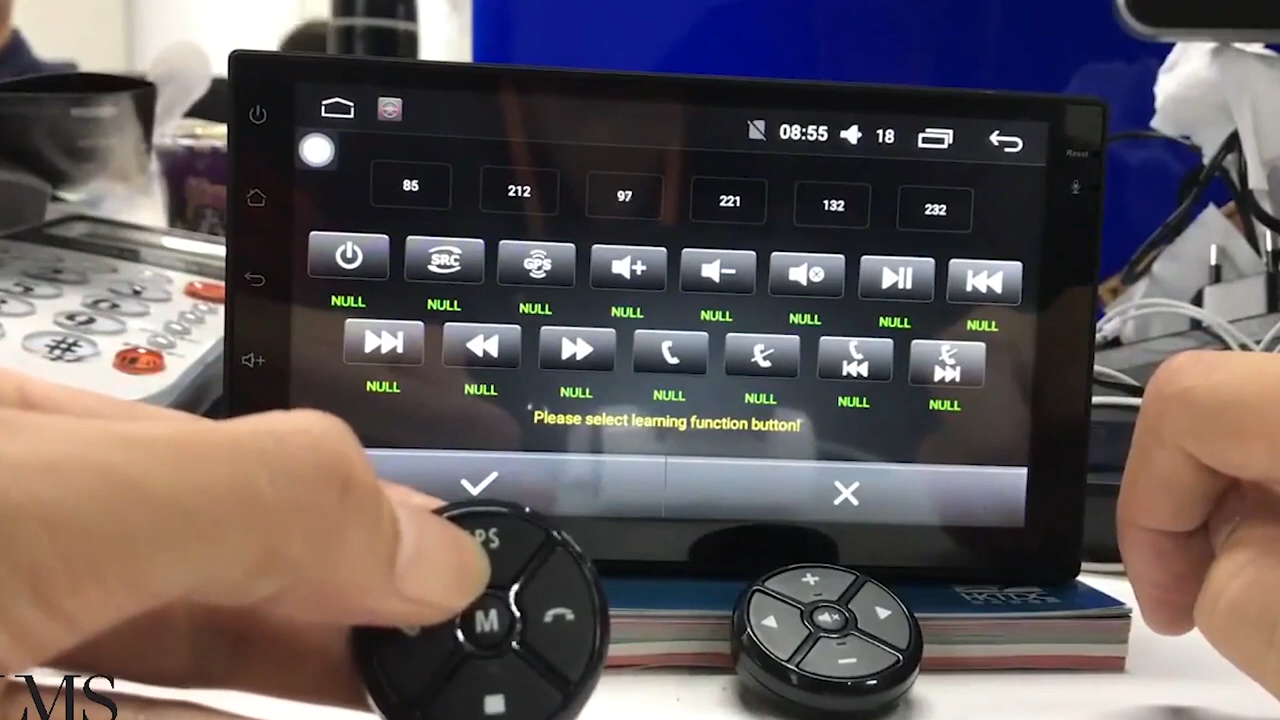 08:55 18
Reset
85 212 97 221 132 232
SRC GPS
NULL NULL NULL NULL NULL NULL NULL NULL
NULL NULL NULL NULL NULL NULL NULL
Please select learning function button!
PS
M
MS